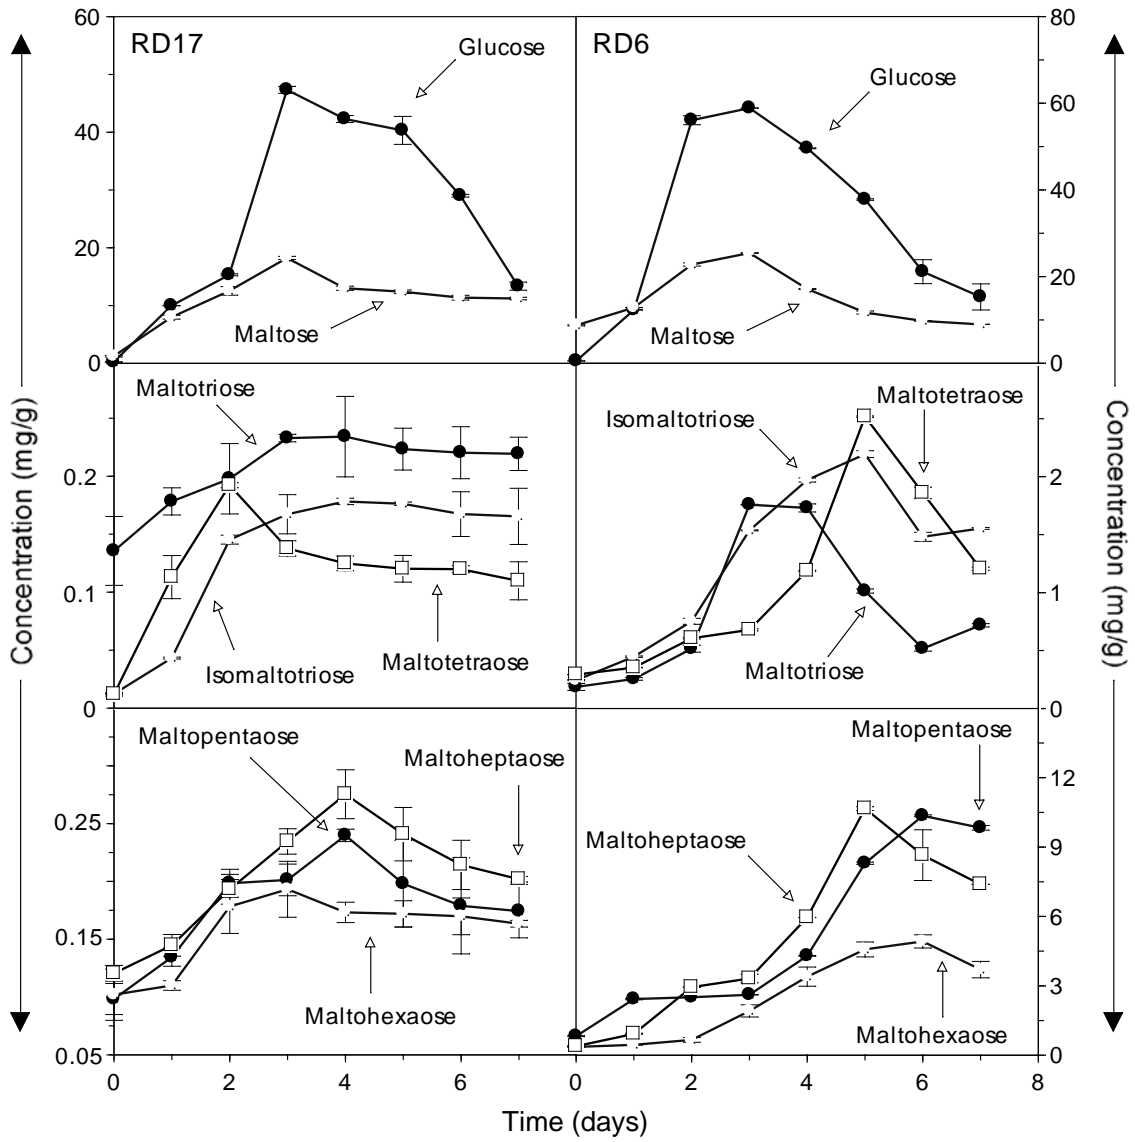 60
80
RD17
RD6
Glucose
Glucose
60
40
40
20
20
Maltose
Maltose
0
0
Maltotriose
Maltotetraose
Isomaltotriose
0.2
2
0.1
1
Isomaltotriose
Maltotetraose
Maltotriose
0
0
Maltopentaose
Maltopentaose
Maltoheptaose
12
0.25
Maltoheptaose
9
6
0.15
3
Maltohexaose
Maltohexaose
0.05
0
0
2
4
6
0
2
4
6
8
Time (days)
Concentration (mg/g)
Concentration (mg/g)